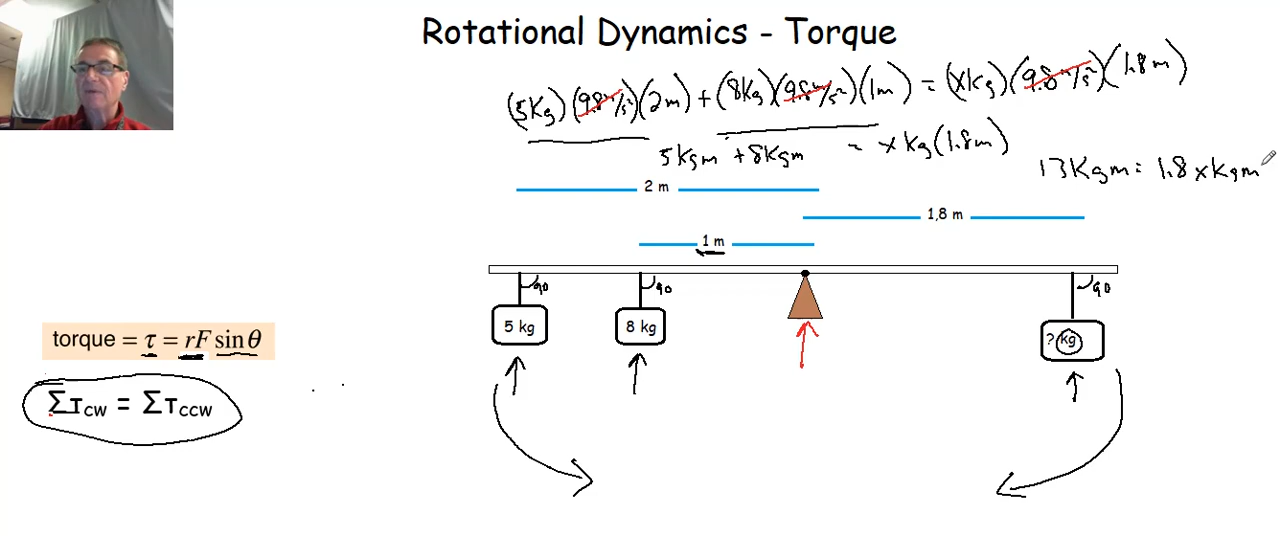 Rotational Dynamics - Torque
(5Kg)(9.8m/s²)(2m)+(8Kg)(9.8m/s²)(1m) = (xKg)(9.8m/s²)(1.8m)
5Kgm + 8Kgm = xKg(1.8m)
13Kgm = 1.8xKgm
2 m
1,8 m
1 m
90 90 90
5 kg 8 kg ? kg
torque = τ = rF sin θ
Στcw = Στccw